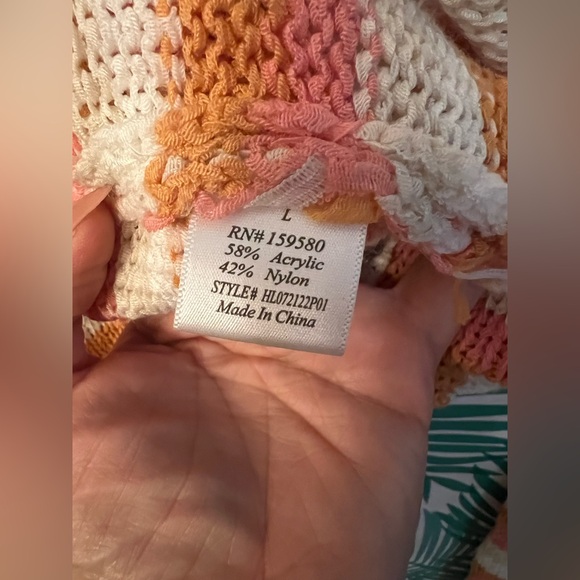 L
RN# 159580
58% Acrylic
42% Nylon
STYLE# HL072122P01
Made In China